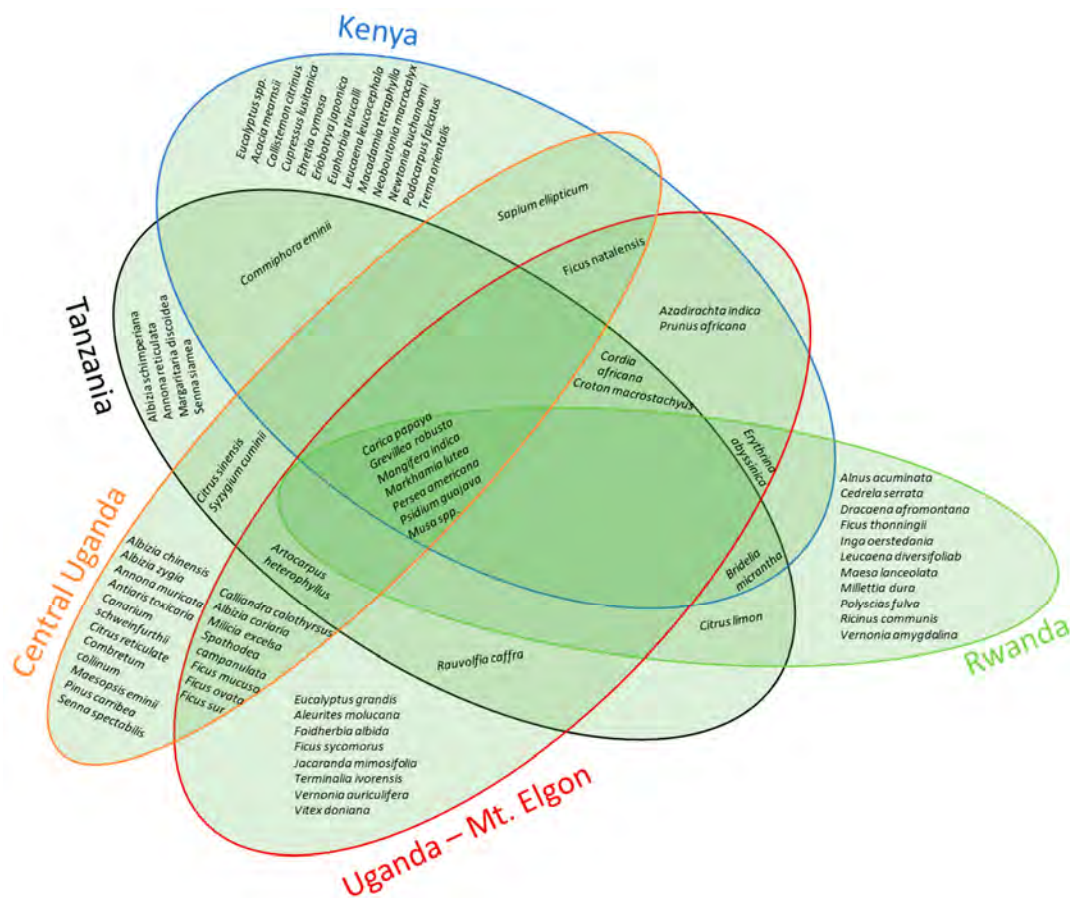 Kenya
Eucalyptus spp.
Acacia mearnsii
Callistemon citrinus
Cupressus lusitanica
Ehretia cymosa
Eriobotrya japonica
Euphorbia tirucalli
Leucaena leucocephala
Macadamia tetraphylla
Neoboutonia macrocalyx
Newtonia buchananni
Podocarpus falcatus
Trema orientalis
Sapium ellipticum
Commiphora eminii
Ficus natalensis
Azadirachta indica
Prunus africana
Tanzania
Albizia schimperiana
Annona reticulata
Margaritaria discoidea
Senna siamea
Cordia
africana
Croton macrostachyus
Citrus sinensis
Syzygium cuminii
Carica papaya
Grevillea robusta
Mangifera indica
Markhamia lutea
Persea americana
Psidium guajava
Musa spp.
Erythrina
abyssinica
Alnus acuminata
Cedrela serrata
Dracaena afromontana
Ficus thonningii
Inga oerstedania
Leucaena diversifoliab
Maesa lanceolata
Millettia dura
Polyscias fulva
Ricinus communis
Vernonia amygdalina
Rwanda
Central Uganda
Albizia chinensis
Albizia zygia
Annona muricata
Antiaris toxicaria
Canarium
schweinfurthii
Citrus reticulate
Combretum
collinum
Maesopsis eminii
Pinus carribea
Senna spectabilis
Artocarpus
heterophyllus
Calliandra calothyrsus
Albizia coriaria
Milicia excelsa
Spathodea
campanulata
Ficus mucuso
Ficus ovata
Ficus sur
Bridelia
micrantha
Citrus limon
Rauvolfia caffra
Eucalyptus grandis
Aleurites molucana
Faidherbia albida
Ficus sycomorus
Jacaranda mimosifolia
Terminalia ivorensis
Vernonia auriculifera
Vitex doniana
Uganda – Mt. Elgon